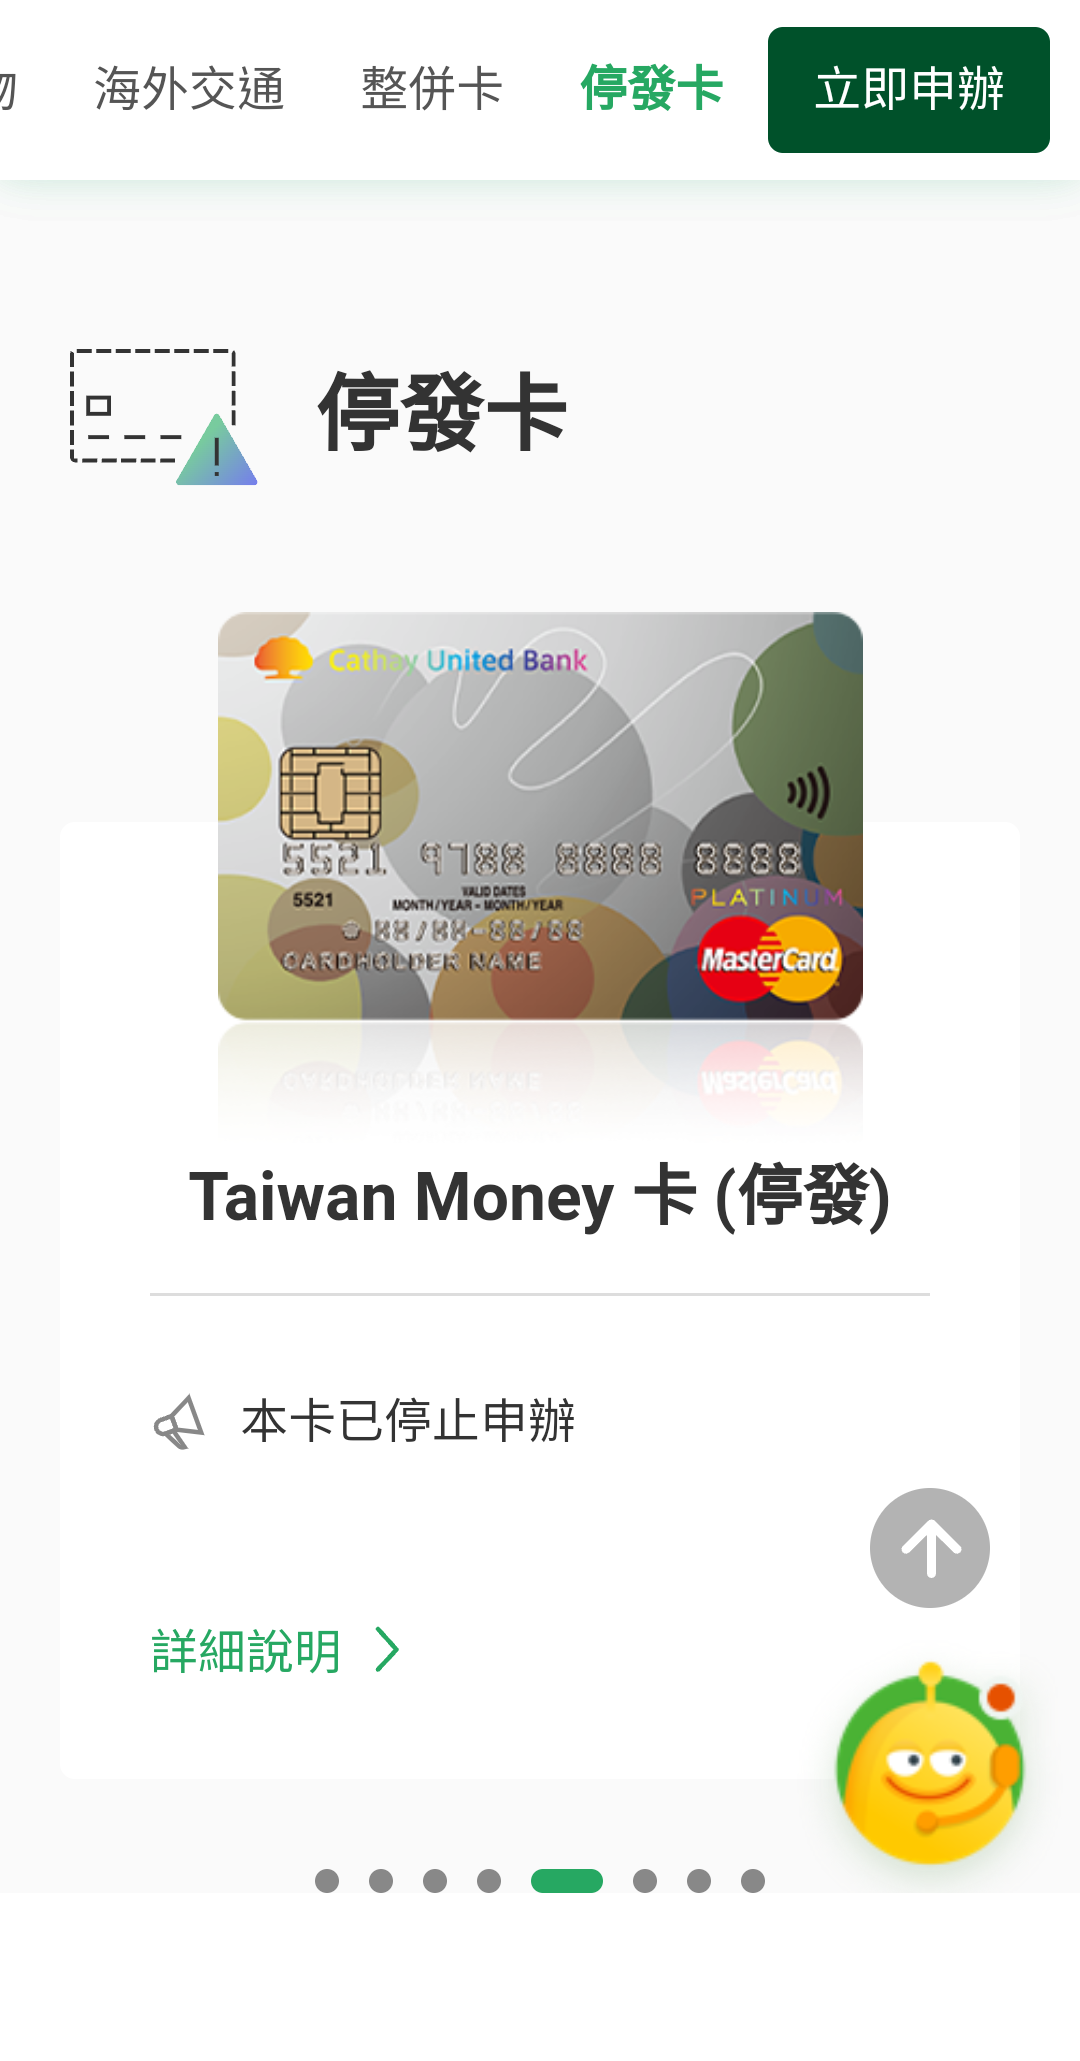 海外交通 整併卡 停發卡 立即申辦
停發卡
Cathay United Bank
5521 9788 8888 8888
5521
VALID DATES
MONTH/YEAR - MONTH/YEAR
PLATINUM
88/88-88/88
CARDHOLDER NAME
MasterCard
Taiwan Money 卡 (停發)
本卡已停止申辦
詳細說明